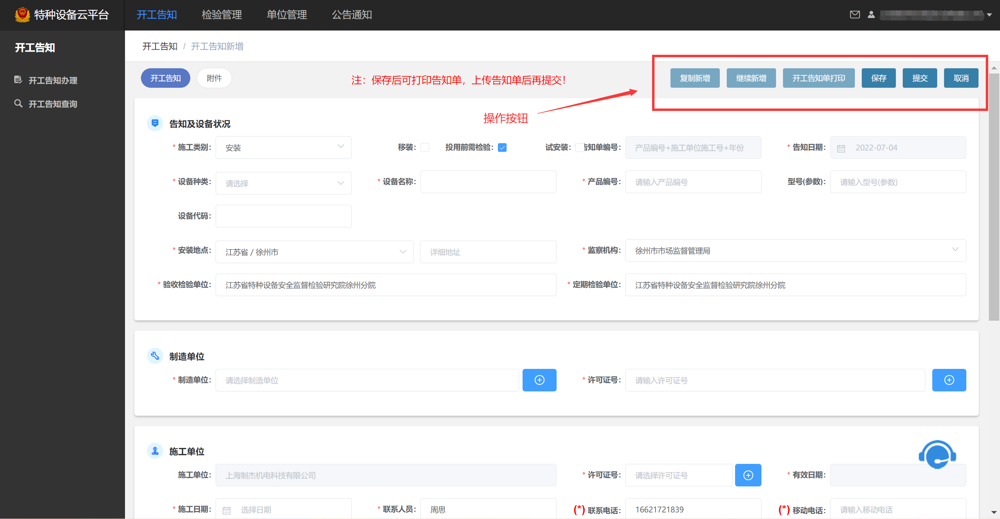 特种设备云平台 开工告知 检验管理 单位管理 公告通知
开工告知
开工告知办理
开工告知查询
开工告知 / 开工告知新增
开工告知 附件 注：保存后可打印告知单，上传告知单后再提交！ 复制新增 继续新增 开工告知单打印 保存 提交 取消
操作按钮
告知及设备状况
* 施工类别： 安装 移装： 投用前需检验： 试安装： 告知单编号： 产品编号+施工单位施工号+年份 * 告知日期： 2022-07-04
* 设备种类： 请选择 * 设备名称： * 产品编号： 请输入产品编号 型号(参数)： 请输入型号(参数)
设备代码：
* 安装地点： 江苏省 / 徐州市 详细地址 * 监察机构： 徐州市市场监督管理局
* 验收检验单位： 江苏省特种设备安全监督检验研究院徐州分院 * 定期检验单位： 江苏省特种设备安全监督检验研究院徐州分院
制造单位
* 制造单位： 请选择制造单位 * 许可证号： 请输入许可证号
施工单位
施工单位： 上海制杰机电科技有限公司 * 许可证号： 请选择许可证号 * 有效日期：
* 施工日期： 选择日期 * 联系人员： 周思 (*) 联系电话： 16621721839 (*) 移动电话： 请输入移动电话